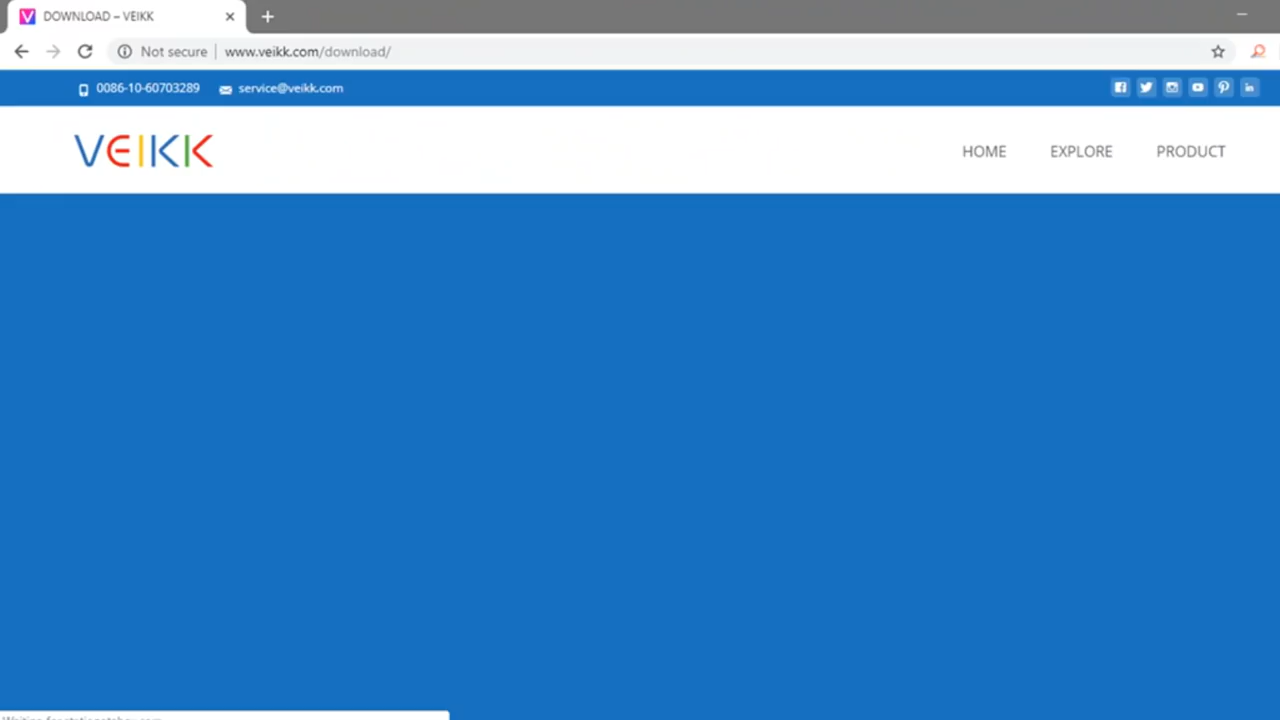 DOWNLOAD – VEIKK
Not secure www.veikk.com/download/
0086-10-60703289 service@veikk.com
VEIKK
HOME EXPLORE PRODUCT